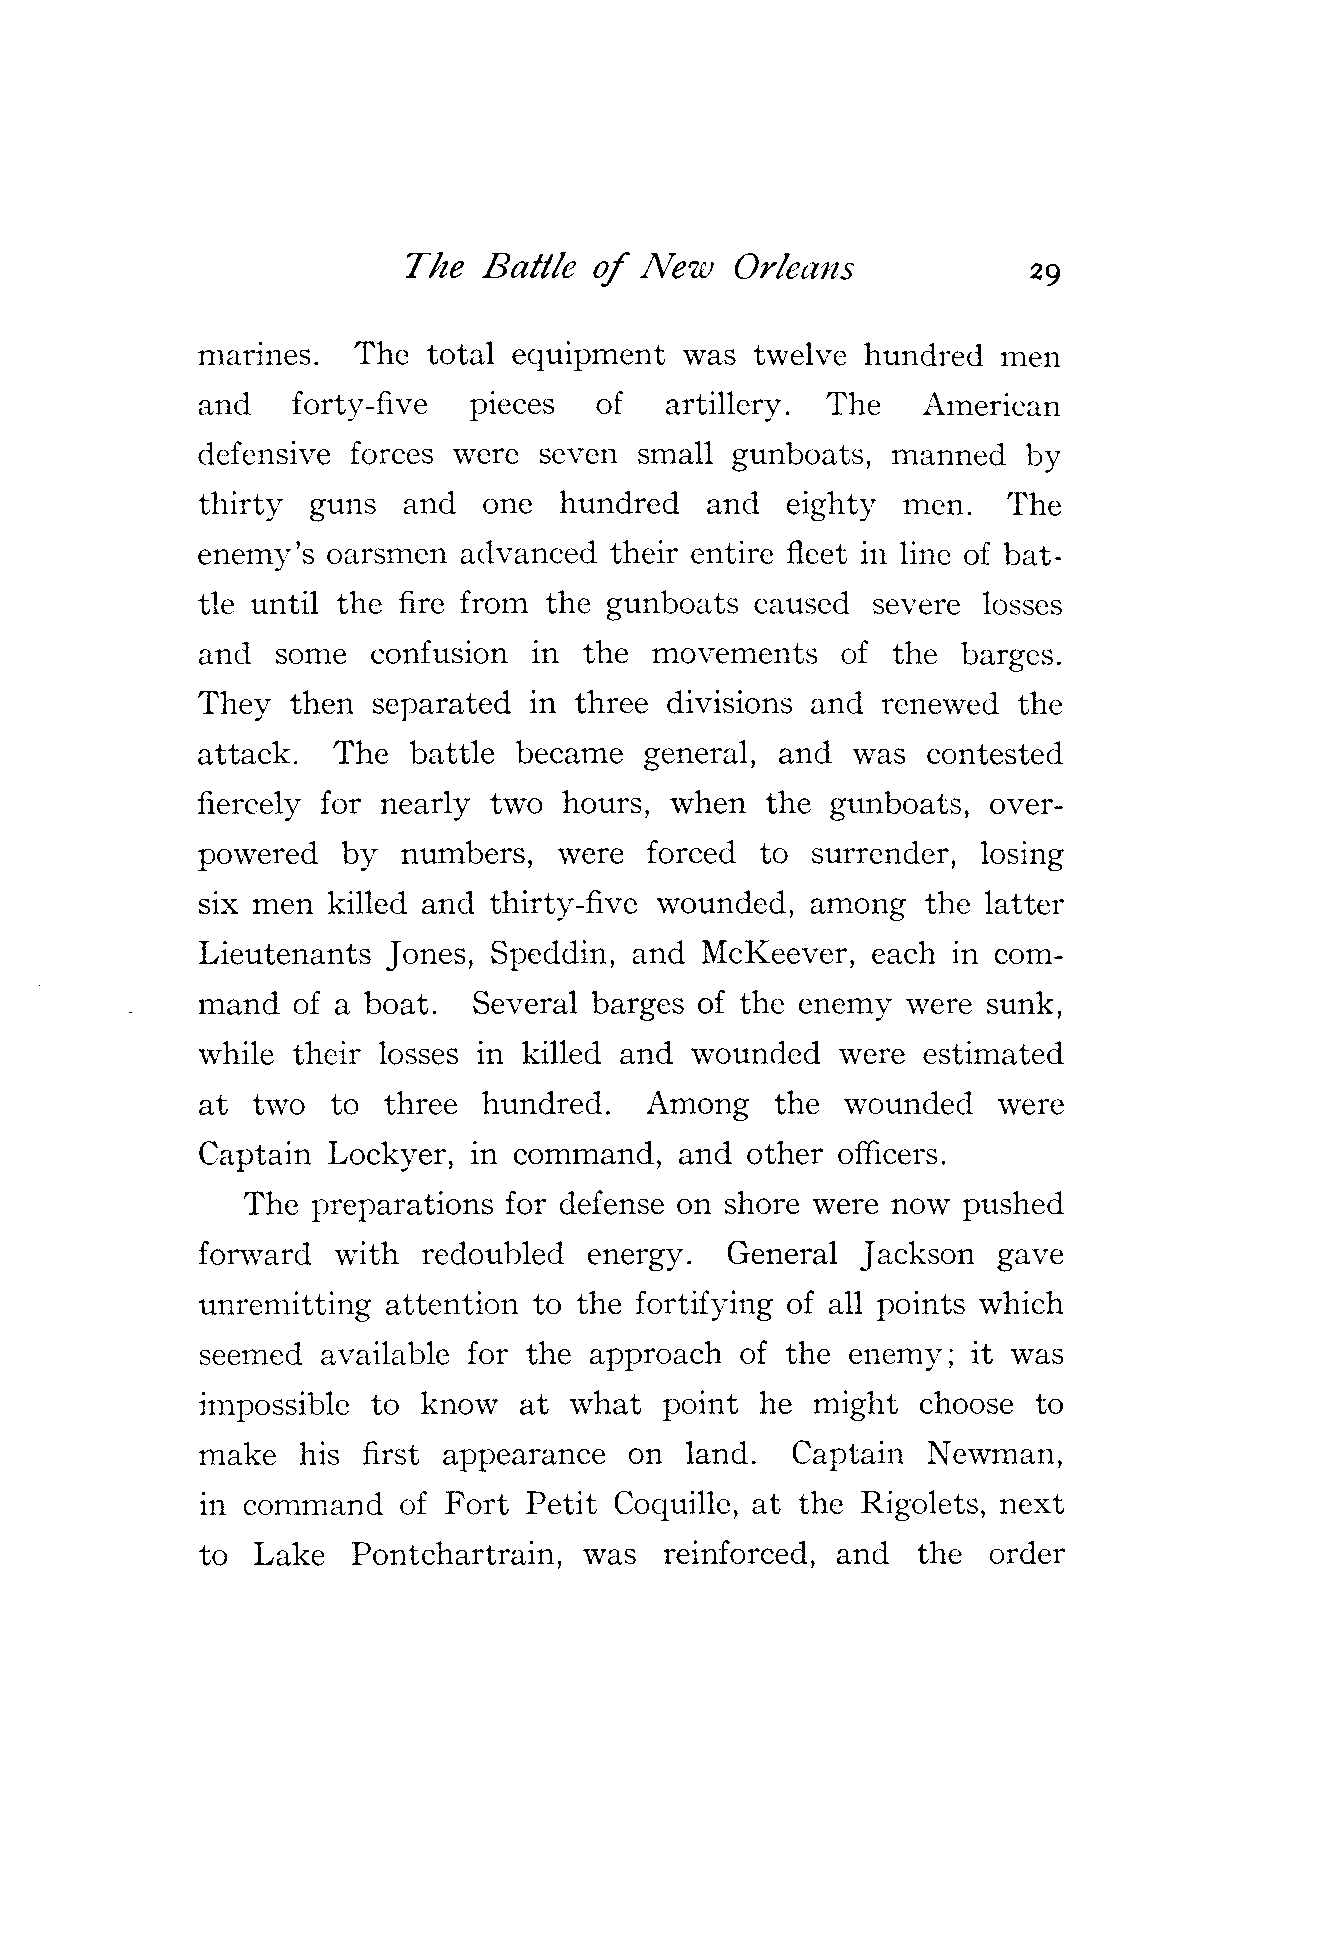 The Battle of New Orleans 29
marines. The total equipment was twelve hundred men
and forty-five pieces of artillery. The American
defensive forces were seven small gunboats, manned by
thirty guns and one hundred and eighty men. The
enemy's oarsmen advanced their entire fleet in line of bat-
tle until the fire from the gunboats caused severe losses
and some confusion in the movements of the barges.
They then separated in three divisions and renewed the
attack. The battle became general, and was contested
fiercely for nearly two hours, when the gunboats, over-
powered by numbers, were forced to surrender, losing
six men killed and thirty-five wounded, among the latter
Lieutenants Jones, Speddin, and McKeever, each in com-
mand of a boat. Several barges of the enemy were sunk,
while their losses in killed and wounded were estimated
at two to three hundred. Among the wounded were
Captain Lockyer, in command, and other officers.
The preparations for defense on shore were now pushed
forward with redoubled energy. General Jackson gave
unremitting attention to the fortifying of all points which
seemed available for the approach of the enemy; it was
impossible to know at what point he might choose to
make his first appearance on land. Captain Newman,
in command of Fort Petit Coquille, at the Rigolets, next
to Lake Pontchartrain, was reinforced, and the order